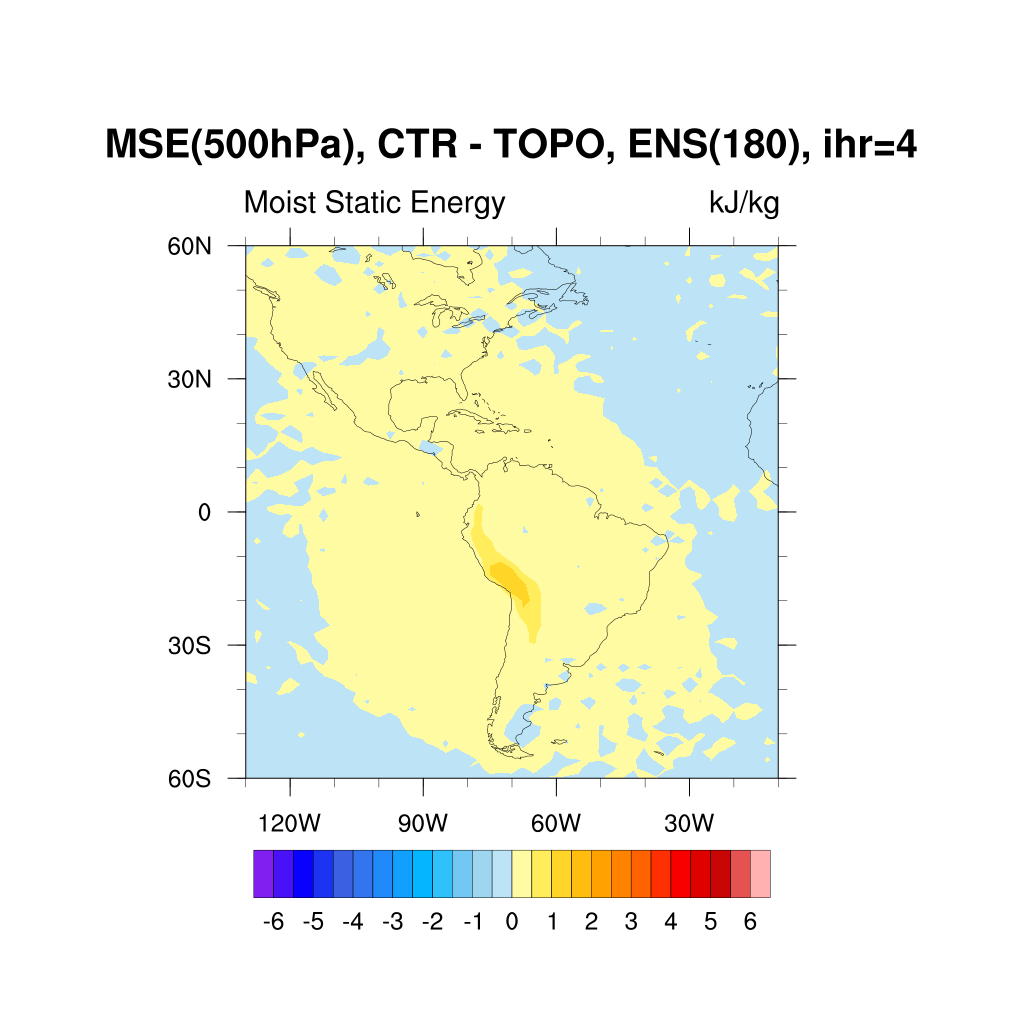 MSE(500hPa), CTR - TOPO, ENS(180), ihr=4
Moist Static Energy kJ/kg
60N
30N
0
30S
60S
120W 90W 60W 30W
-6 -5 -4 -3 -2 -1 0 1 2 3 4 5 6